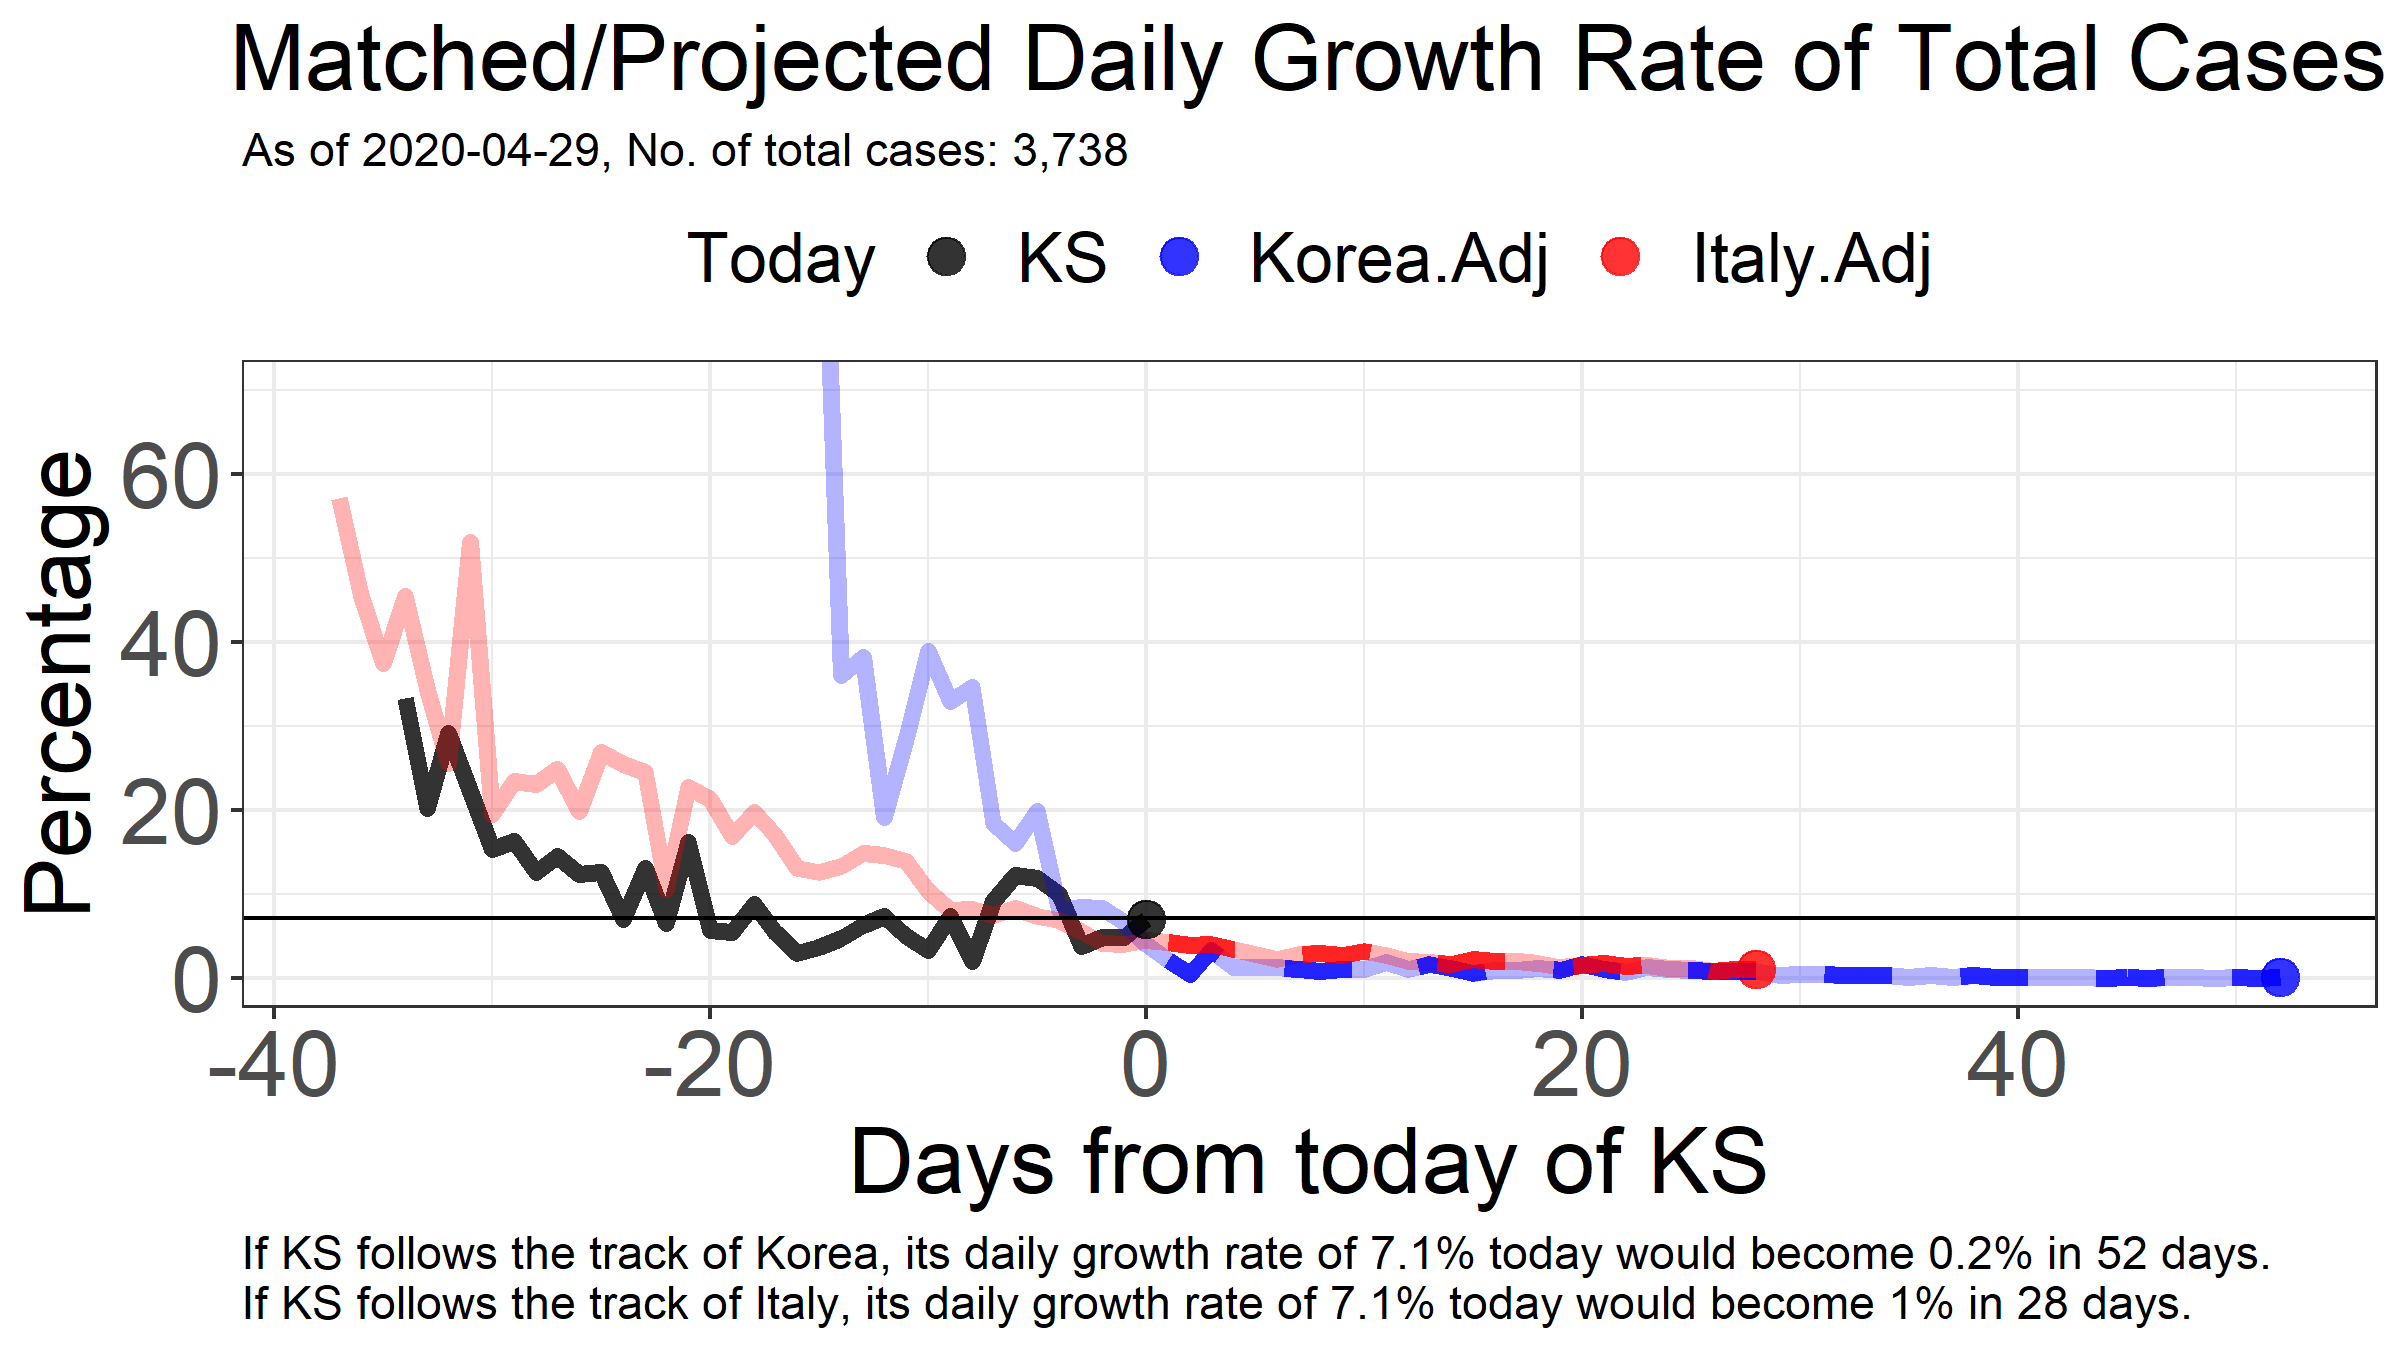 Matched/Projected Daily Growth Rate of Total Cases
As of 2020-04-29, No. of total cases: 3,738
Today KS Korea.Adj Italy.Adj
Percentage
60
40
20
0
-40 -20 0 20 40
Days from today of KS
If KS follows the track of Korea, its daily growth rate of 7.1% today would become 0.2% in 52 days.
If KS follows the track of Italy, its daily growth rate of 7.1% today would become 1% in 28 days.